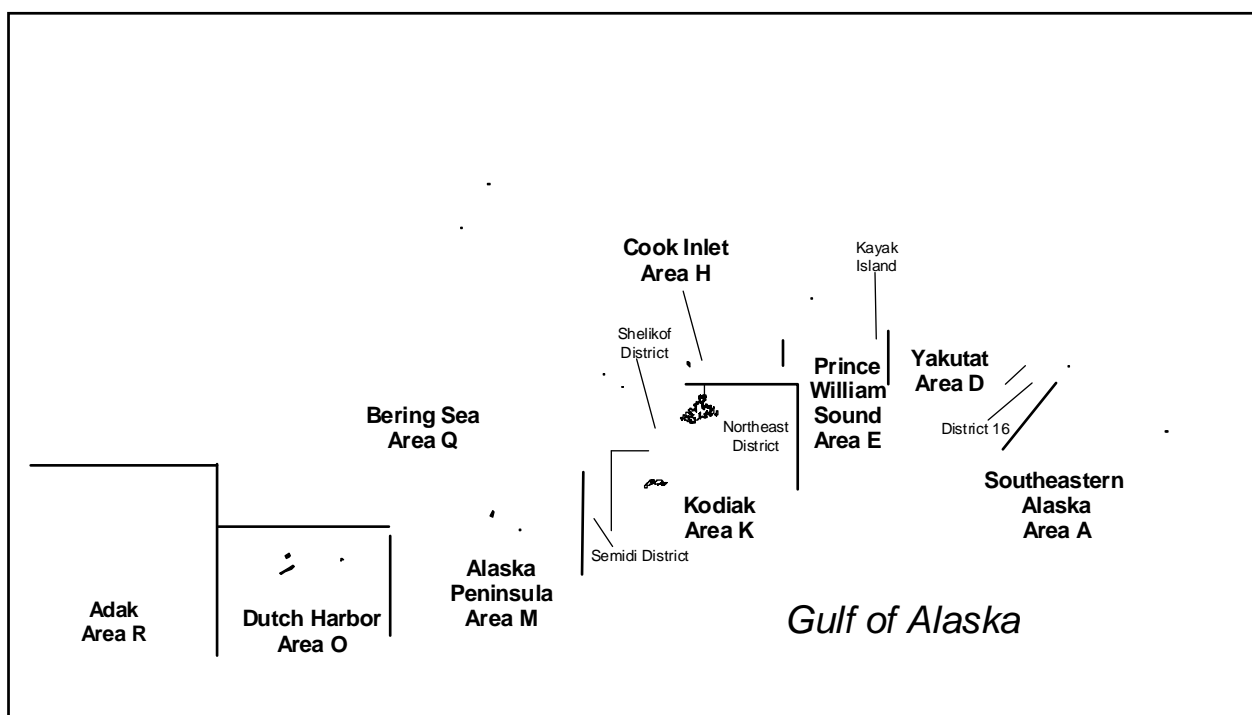 Cook Inlet
Area H
Kayak
Island
Shelikof
District
Prince
William
Sound
Area E
Yakutat
Area D
Bering Sea
Area Q
Northeast
District
District 16
Southeastern
Alaska
Area A
Kodiak
Area K
Semidi District
Alaska
Peninsula
Area M
Adak
Area R
Dutch Harbor
Area O
Gulf of Alaska